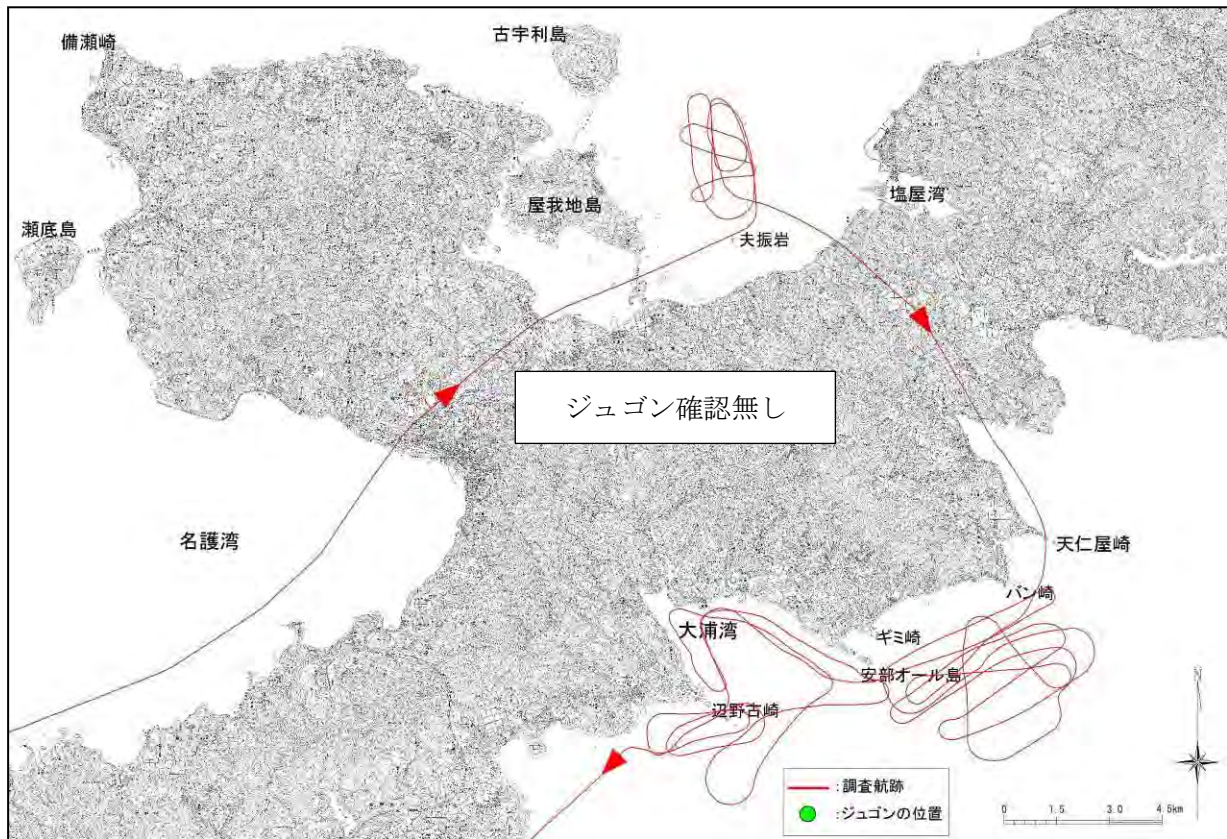 古宇利島
備瀬崎
塩屋湾
屋我地島
瀬底島
夫振岩
ジュゴン確認無し
名護湾
天仁屋崎
バン崎
大浦湾
ギミ崎
安部オール島
辺野古崎
:調査航跡
:ジュゴンの位置
N
0 1.5 3.0 4.5km